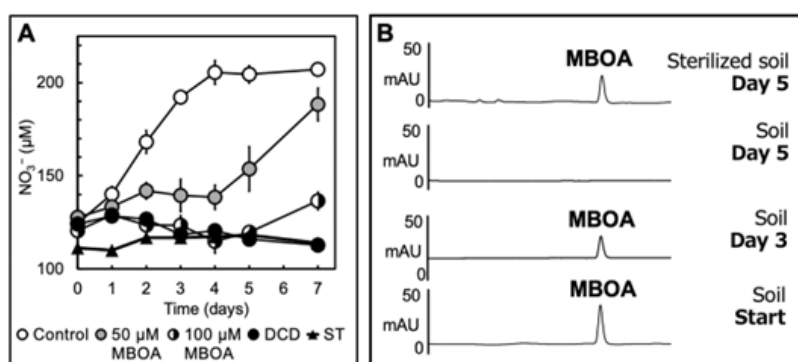 A
NO₃⁻ (µM)
200
150
100
0 1 2 3 4 5 6 7
Time (days)
Control 50 µM 100 µM DCD ST
MBOA MBOA
B
50
mAU
0
MBOA
Sterilized soil
Day 5
50
mAU
0
Soil
Day 5
50
mAU
0
MBOA
Soil
Day 3
50
mAU
0
MBOA
Soil
Start